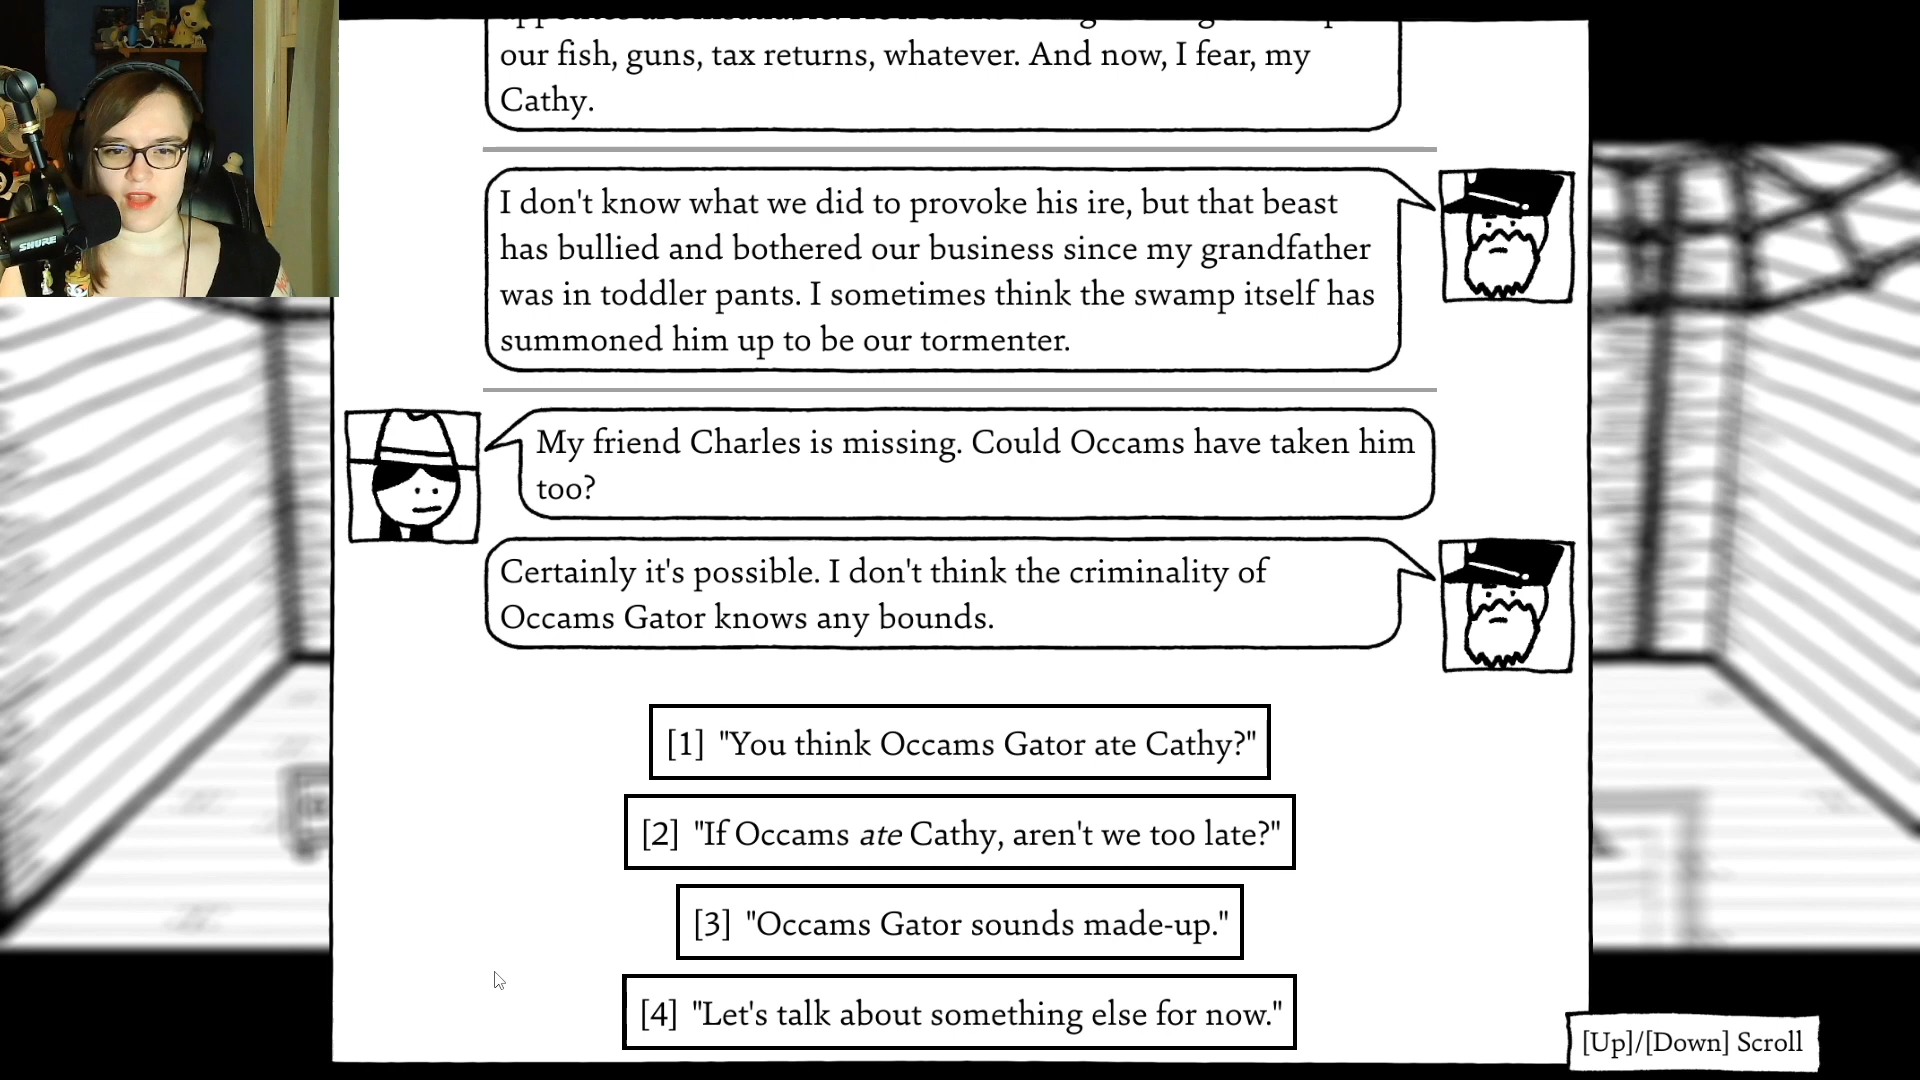 our fish, guns, tax returns, whatever. And now, I fear, my
Cathy.
I don't know what we did to provoke his ire, but that beast
has bullied and bothered our business since my grandfather
was in toddler pants. I sometimes think the swamp itself has
summoned him up to be our tormenter.
My friend Charles is missing. Could Occams have taken him
too?
Certainly it's possible. I don't think the criminality of
Occams Gator knows any bounds.
[1] "You think Occams Gator ate Cathy?"
[2] "If Occams ate Cathy, aren't we too late?"
[3] "Occams Gator sounds made-up."
[4] "Let's talk about something else for now."
[Up]/[Down] Scroll
SHURE